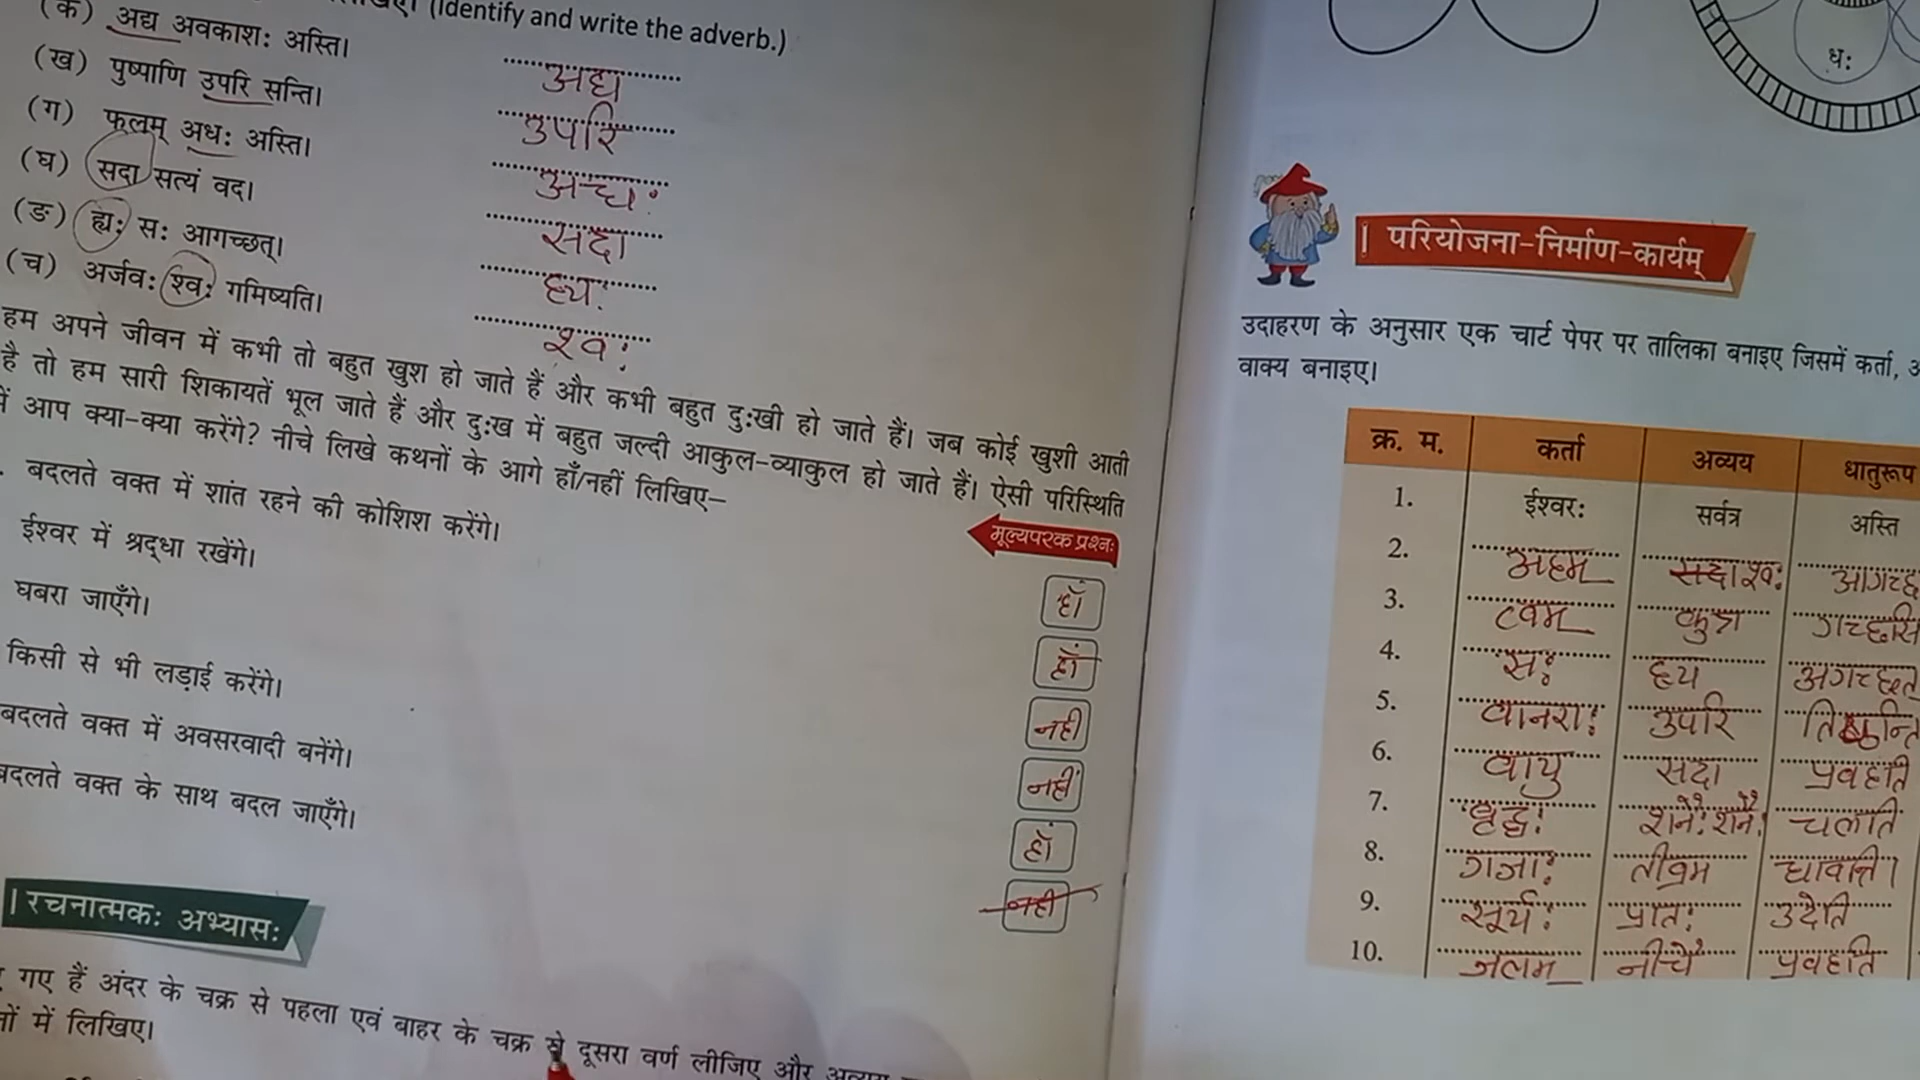 (Identify and write the adverb.)
(क) अद्य अवकाशः अस्ति। अद्य
(ख) पुष्पाणि उपरि सन्ति। उपरि
(ग) फलम् अधः अस्ति। अधः
(घ) सदा सत्यं वद। सदा
(ङ) ह्यः सः आगच्छत्। ह्यः
(च) अर्जवः श्वः गमिष्यति। श्वः
हम अपने जीवन में कभी तो बहुत खुश हो जाते हैं और कभी बहुत दुःखी हो जाते हैं। जब कोई खुशी आती
है तो हम सारी शिकायतें भूल जाते हैं और दुःख में बहुत जल्दी आकुल-व्याकुल हो जाते हैं। ऐसी परिस्थिति
में आप क्या-क्या करेंगे? नीचे लिखे कथनों के आगे हाँ/नहीं लिखिए–
मूल्यपरक प्रश्नः
बदलते वक्त में शांत रहने की कोशिश करेंगे। हाँ
ईश्वर में श्रद्धा रखेंगे। हाँ
घबरा जाएँगे। नही
किसी से भी लड़ाई करेंगे। नहीं
बदलते वक्त में अवसरवादी बनेंगे। हाँ
बदलते वक्त के साथ बदल जाएँगे। नही
रचनात्मकः अभ्यासः
गए हैं अंदर के चक्र से पहला एवं बाहर के चक्र से दूसरा वर्ण लीजिए और
में लिखिए।
धः
परियोजना-निर्माण-कार्यम्
उदाहरण के अनुसार एक चार्ट पेपर पर तालिका बनाइए जिसमें कर्ता,
वाक्य बनाइए।
क्र. म. कर्ता अव्यय धातुरूप
1. ईश्वरः सर्वत्र अस्ति
2. अहम् श्वः आगच्छ
3. त्वम् कुत्र गच्छसि
4. सः ह्य अगच्छत्
5. वानराः उपरि तिष्ठन्ति
6. वायु सदा प्रवहति
7. वृद्धः शनैः शनैः चलति
8. गजाः तीव्रम
9. सूर्यः प्रातः उदेति
10. जलम् नीचै प्रवहति